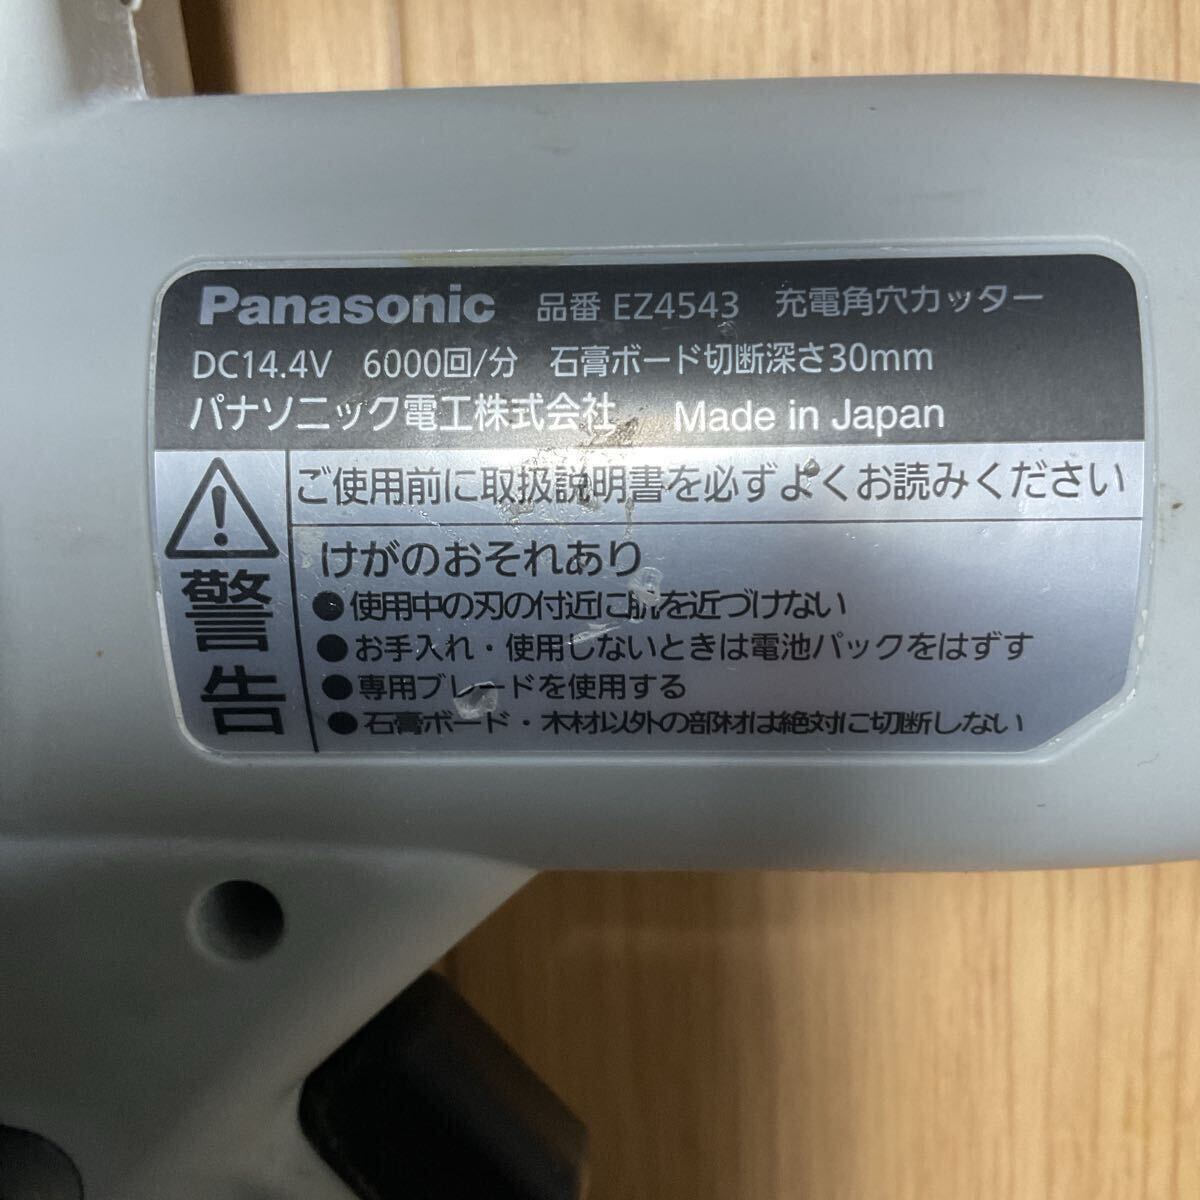 Panasonic 品番 EZ4543 充電角穴カッター
DC14.4V 6000回/分 石膏ボード切断深さ30mm
パナソニック電工株式会社 Made in Japan
警告
ご使用前に取扱説明書を必ずよくお読みください
けがのおそれあり
●使用中の刃の付近に肌を近づけない
●お手入れ・使用しないときは電池パックをはずす
●専用ブレードを使用する
●石膏ボード・木材以外の部材は絶対に切断しない